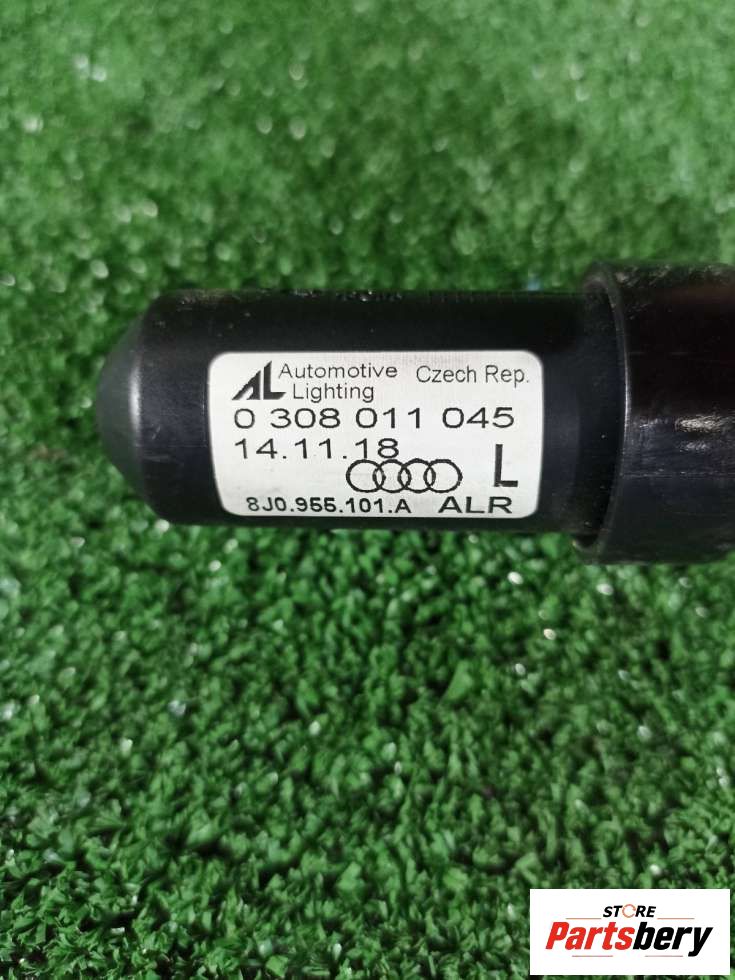 AL Automotive Lighting Czech Rep.
0 308 011 045
14.11.18
L
8J0.955.101.A ALR
STORE
Partsbery